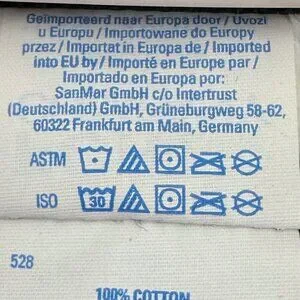 Geïmporteerd naar Europa door / Uvozi
u Europu / Importowane do Europy
przez / Importat in Europa de / Imported
into EU by / Importé en Europe par /
Importado en Europa por:
SanMar GmbH c/o Intertrust
(Deutschland) GmbH, Grüneburgweg 58-62,
60322 Frankfurt am Main, Germany
ASTM
ISO 30
528
100% COTTON